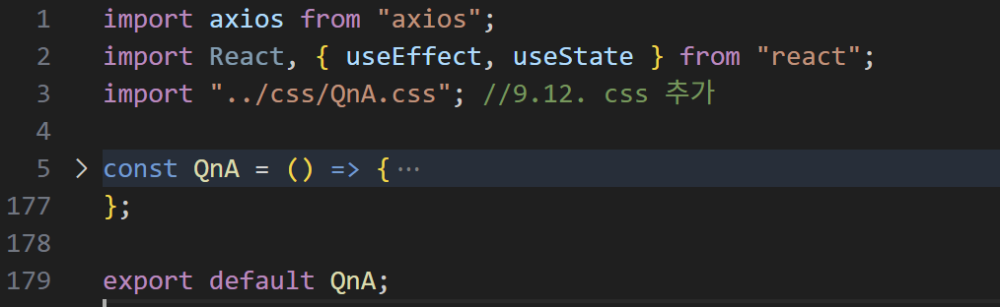 1 import axios from "axios";
2 import React, { useEffect, useState } from "react";
3 import "../css/QnA.css"; //9.12. css 추가
4
5 > const QnA = () => { ···
177 };
178
179 export default QnA;